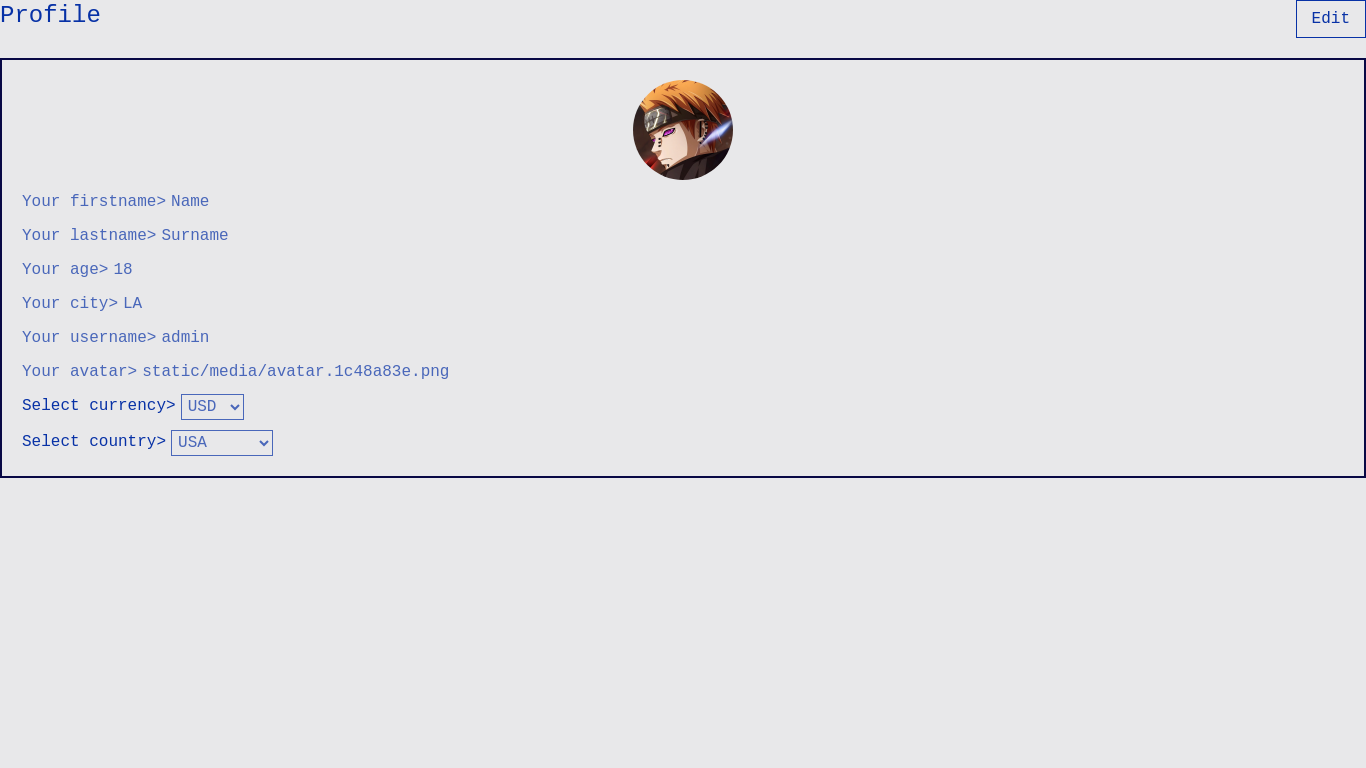 Profile
Edit
Your firstname> Name
Your lastname> Surname
Your age> 18
Your city> LA
Your username> admin
Your avatar> static/media/avatar.1c48a83e.png
Select currency> USD
Select country> USA